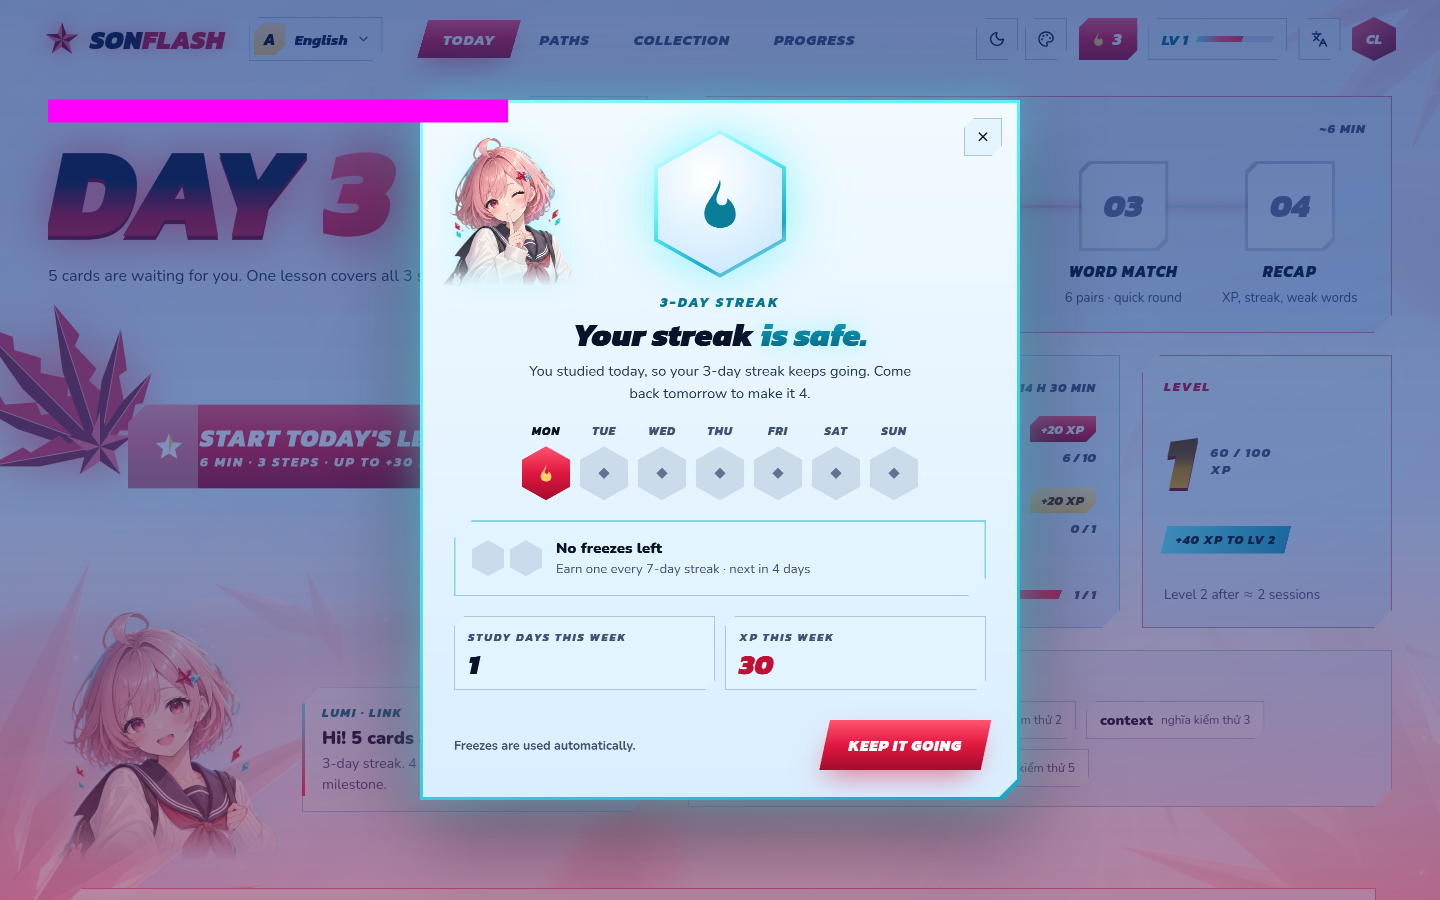 SONFLASH
A English
TODAY
PATHS
COLLECTION
PROGRESS
3
LV 1
CL
~6 MIN
DAY 3
5 cards are waiting for you. One lesson covers all 3
03
04
WORD MATCH
RECAP
6 pairs · quick round
XP, streak, weak words
START TODAY'S
6 MIN · 3 STEPS · UP TO +30
3-DAY STREAK
Your streak is safe.
You studied today, so your 3-day streak keeps going. Come
back tomorrow to make it 4.
MON TUE WED THU FRI SAT SUN
No freezes left
Earn one every 7-day streak · next in 4 days
STUDY DAYS THIS WEEK
1
XP THIS WEEK
30
Freezes are used automatically.
KEEP IT GOING
14 H 30 MIN
+20 XP
6 / 10
+20 XP
0 / 1
1 / 1
LEVEL
1
60 / 100
XP
+40 XP TO LV 2
Level 2 after ≈ 2 sessions
LUMI · LINK
Hi! 5 cards
3-day streak. 4
milestone.
thử 2
context nghĩa kiểm thử 3
kiểm thử 5